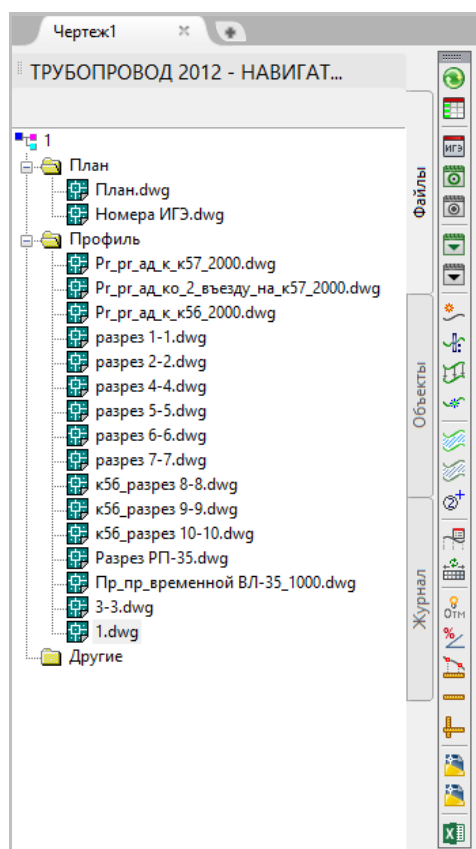 Чертеж1
ТРУБОПРОВОД 2012 - НАВИГАТ...
1
План
План.dwg
Номера ИГЭ.dwg
Профиль
Pr_pr_ад_к_к57_2000.dwg
Pr_pr_ад_ко_2_въезду_на_к57_2000.dwg
Pr_pr_ад_к_к56_2000.dwg
разрез 1-1.dwg
разрез 2-2.dwg
разрез 4-4.dwg
разрез 5-5.dwg
разрез 6-6.dwg
разрез 7-7.dwg
к56_разрез 8-8.dwg
к56_разрез 9-9.dwg
к56_разрез 10-10.dwg
Разрез РП-35.dwg
Пр_пр_временной ВЛ-35_1000.dwg
3-3.dwg
1.dwg
Другие
Файлы
Объекты
Журнал
ИГЭ
2+
Отм
%
X